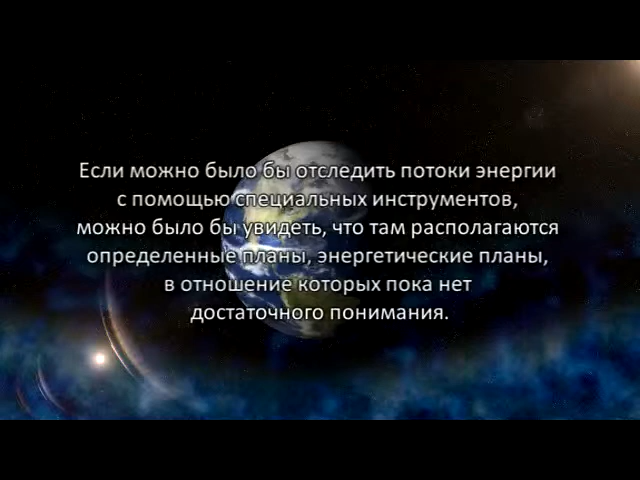 Если можно было бы отследить потоки энергии
с помощью специальных инструментов,
можно было бы увидеть, что там располагаются
определенные планы, энергетические планы,
в отношение которых пока нет
достаточного понимания.